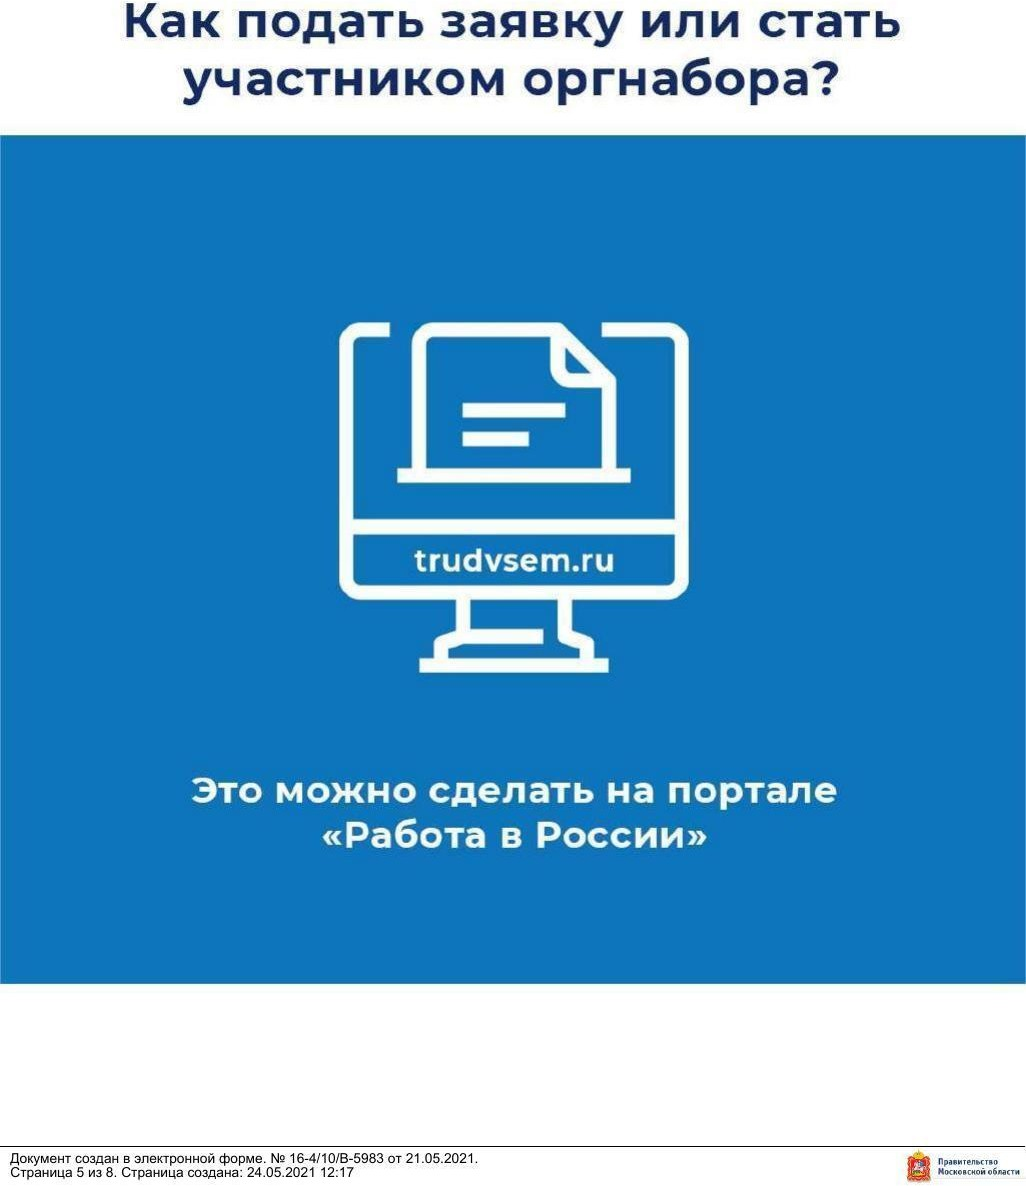 Как подать заявку или стать
участником оргнабора?
trudvsem.ru
Это можно сделать на портале
«Работа в России»
Документ создан в электронной форме. № 16-4/10/В-5983 от 21.05.2021.
Страница 5 из 8. Страница создана: 24.05.2021 12:17
Правительство
Московской области